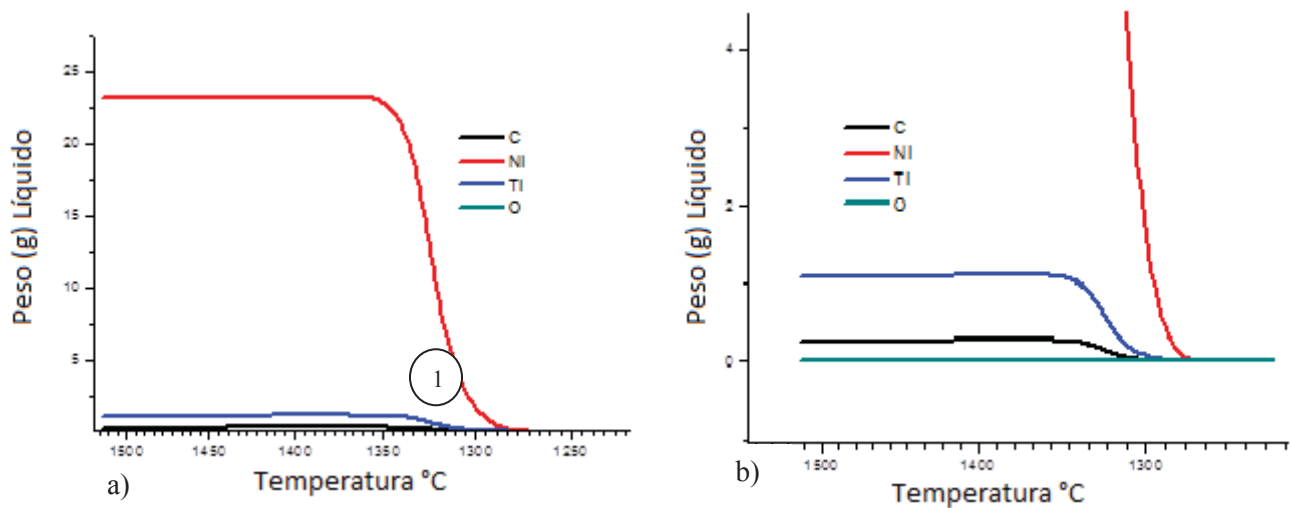 25
20
15
10
5
Peso (g) Líquido
C
NI
TI
O
1
1500
1450
1400
1350
1300
1250
Temperatura °C
a)
4
2
0
Peso (g) Líquido
C
NI
TI
O
1500
1400
1300
Temperatura °C
b)